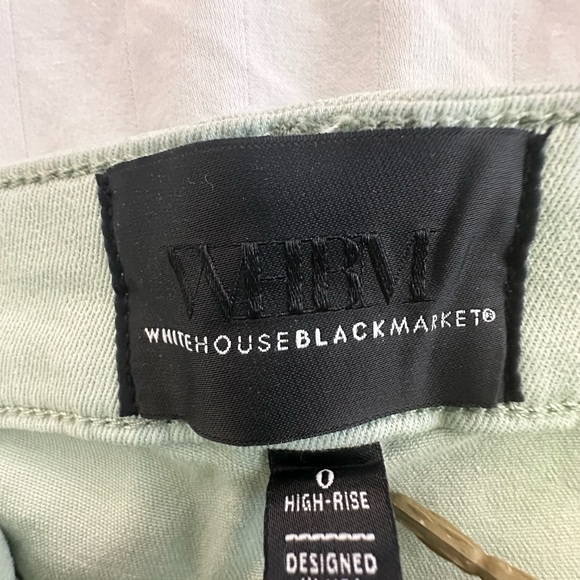 WHBM
WHITEHOUSEBLACKMARKET®
0
HIGH-RISE
DESIGNED